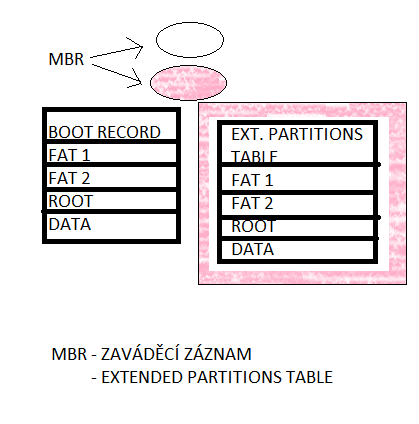 MBR
BOOT RECORD
FAT 1
FAT 2
ROOT
DATA
EXT. PARTITIONS
TABLE
FAT 1
FAT 2
ROOT
DATA
MBR - ZAVÁDĚCÍ ZÁZNAM
- EXTENDED PARTITIONS TABLE